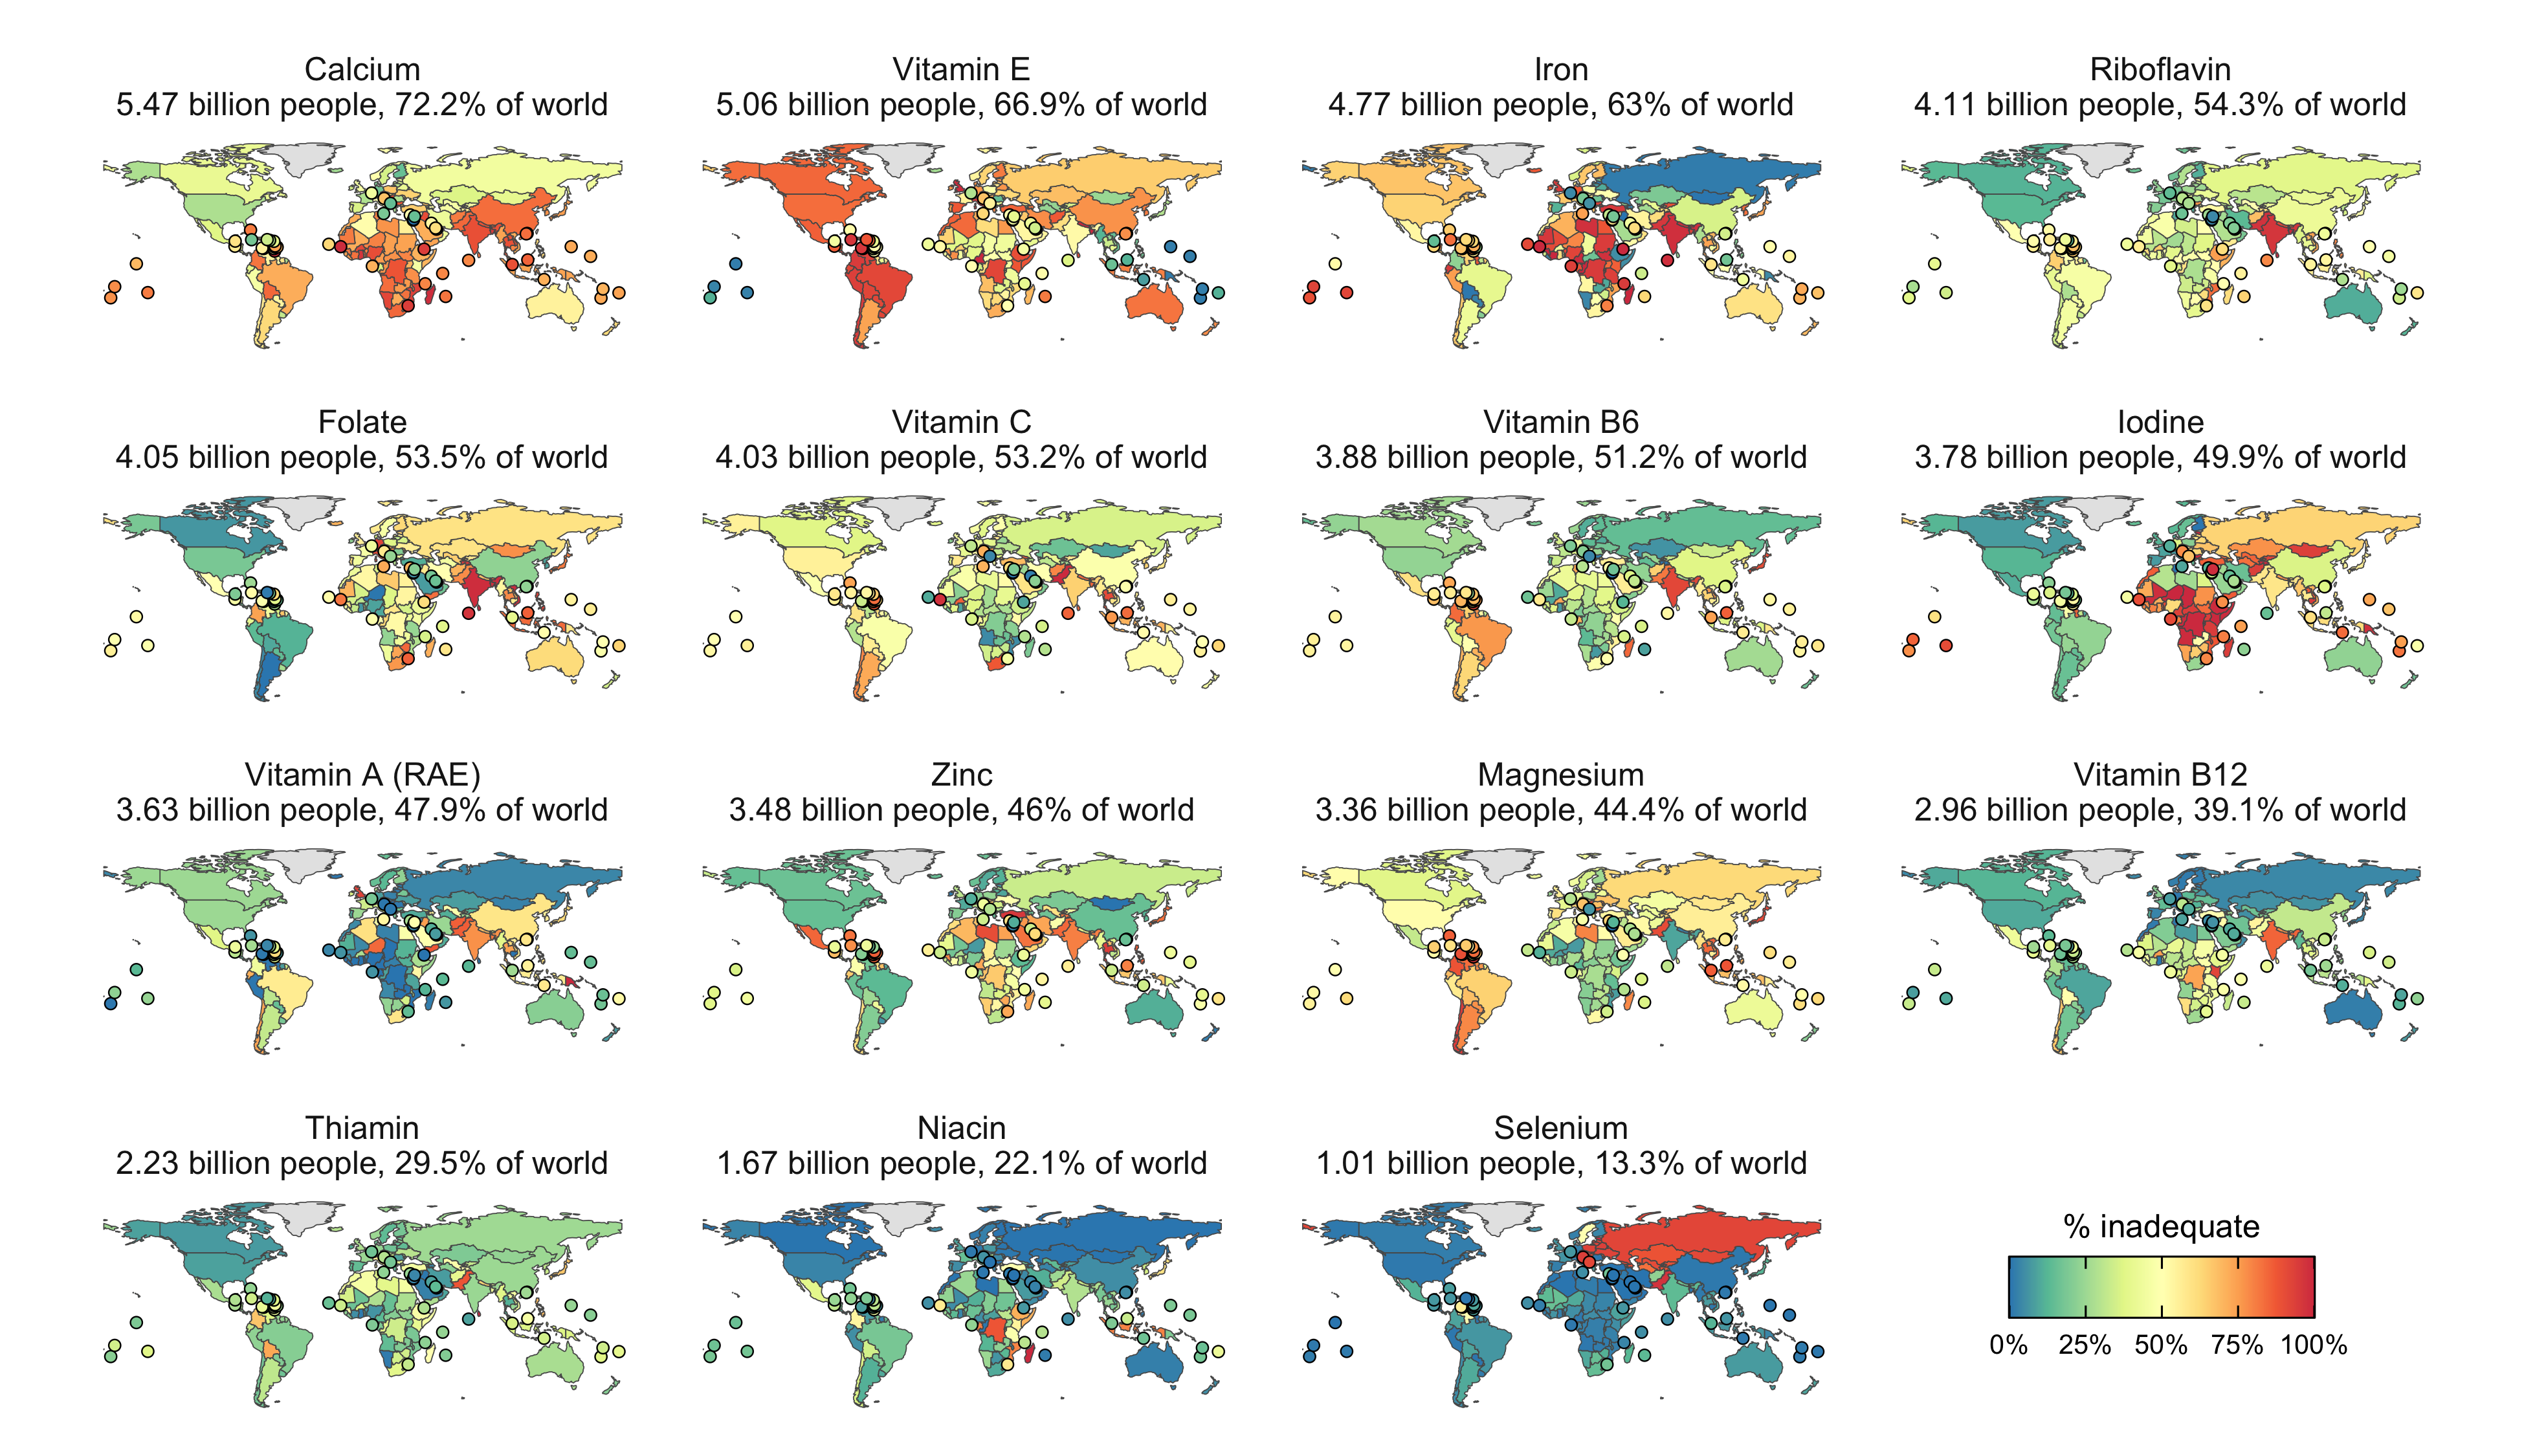 Calcium
5.47 billion people, 72.2% of world
Vitamin E
5.06 billion people, 66.9% of world
Iron
4.77 billion people, 63% of world
Riboflavin
4.11 billion people, 54.3% of world
Folate
4.05 billion people, 53.5% of world
Vitamin C
4.03 billion people, 53.2% of world
Vitamin B6
3.88 billion people, 51.2% of world
Iodine
3.78 billion people, 49.9% of world
Vitamin A (RAE)
3.63 billion people, 47.9% of world
Zinc
3.48 billion people, 46% of world
Magnesium
3.36 billion people, 44.4% of world
Vitamin B12
2.96 billion people, 39.1% of world
Thiamin
2.23 billion people, 29.5% of world
Niacin
1.67 billion people, 22.1% of world
Selenium
1.01 billion people, 13.3% of world
% inadequate
0% 25% 50% 75% 100%